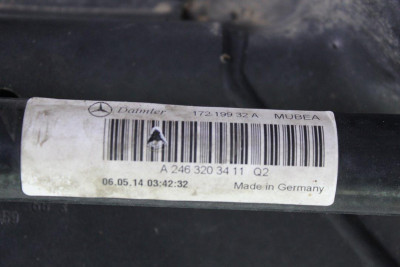 Daimler 172.199 32 A MUBEA
A 246 320 34 11 Q2
06.05.14 03:42:32 Made in Germany